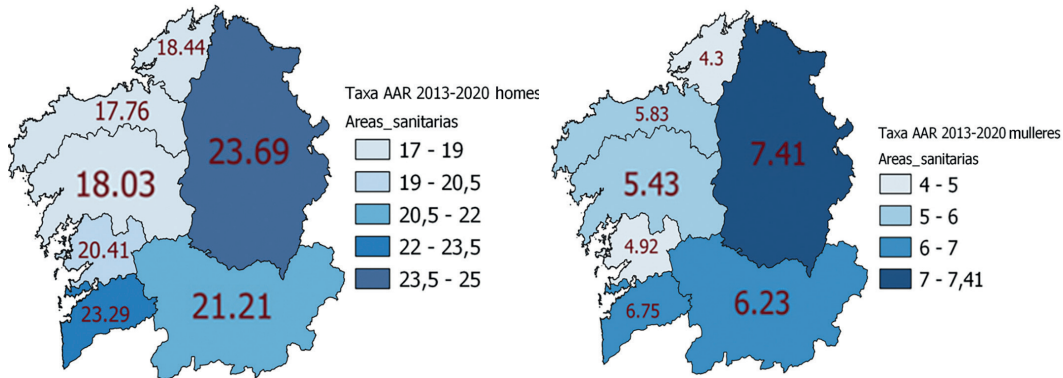 18.44
17.76
18.03
20.41
23.29
23.69
21.21
Taxa AAR 2013-2020 homes
Areas_sanitarias
17 - 19
19 - 20,5
20,5 - 22
22 - 23,5
23,5 - 25
4.3
5.83
5.43
4.92
6.75
7.41
6.23
Taxa AAR 2013-2020 mulleres
Areas_sanitarias
4 - 5
5 - 6
6 - 7
7 - 7,41